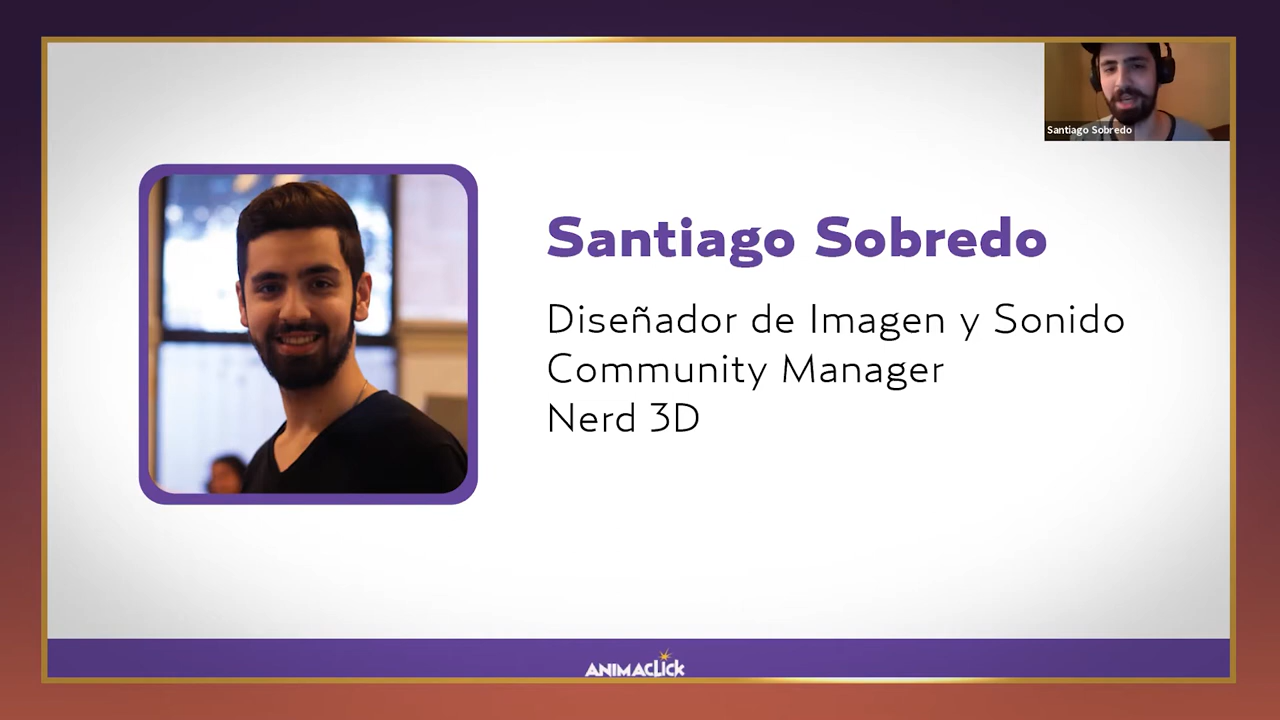 Santiago Sobredo
Santiago Sobredo
Diseñador de Imagen y Sonido
Community Manager
Nerd 3D
ANIMACLICK